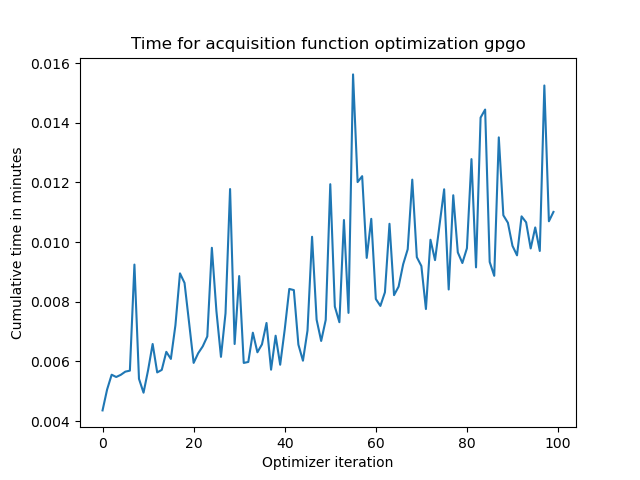 Time for acquisition function optimization gpgo
0.016
0.014
0.012
0.010
0.008
0.006
0.004
Cumulative time in minutes
0 20 40 60 80 100
Optimizer iteration